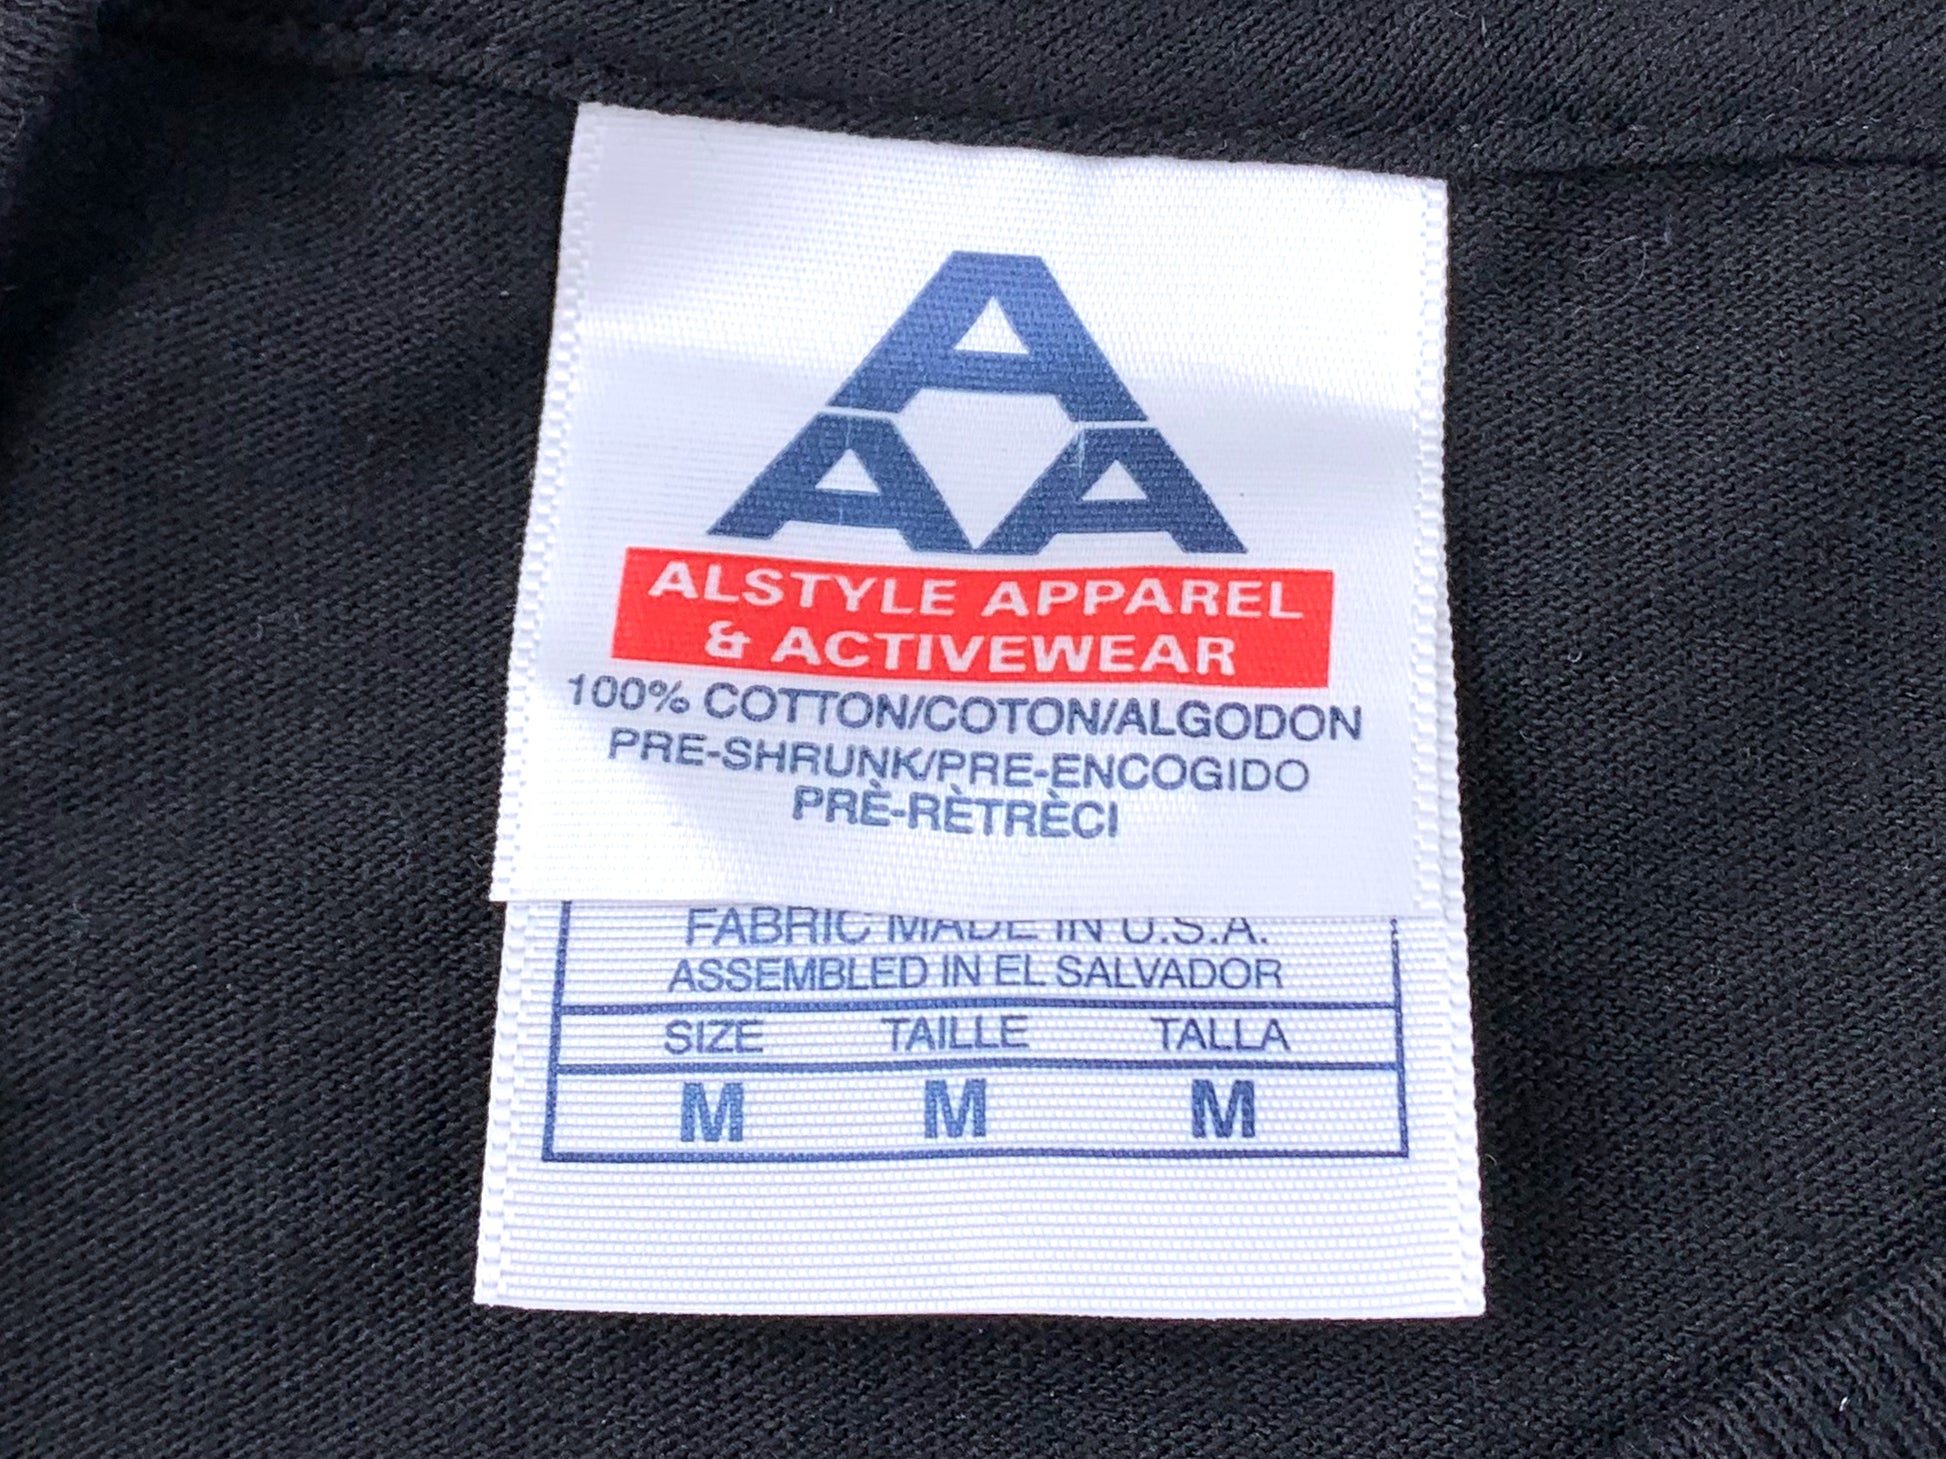 A
A A
ALSTYLE APPAREL
& ACTIVEWEAR
100% COTTON/COTON/ALGODON
PRE-SHRUNK/PRE-ENCOGIDO
PRÈ-RÈTRÈCI
FABRIC MADE IN U.S.A.
ASSEMBLED IN EL SALVADOR
SIZE TAILLE TALLA
M M M